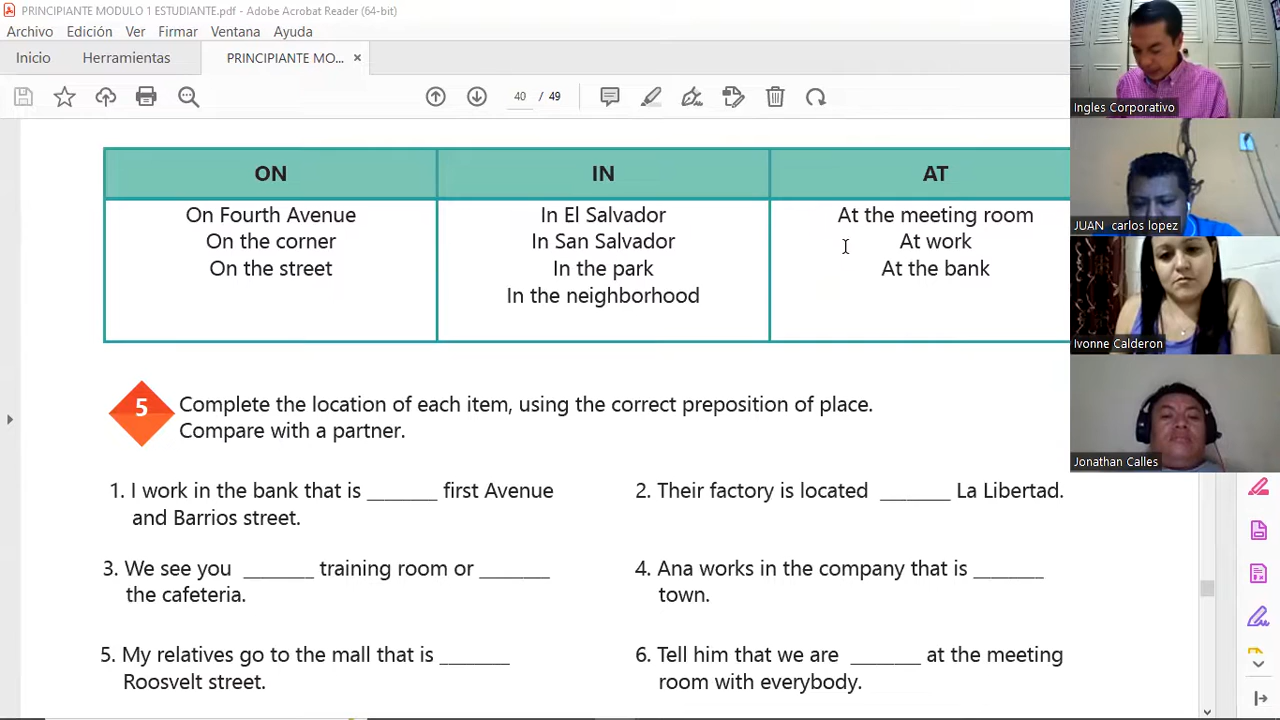 PRINCIPIANTE MODULO 1 ESTUDIANTE.pdf - Adobe Acrobat Reader (64-bit)
Archivo Edición Ver Firmar Ventana Ayuda
Inicio Herramientas PRINCIPIANTE MO... ×
40 / 49
ON IN AT
On Fourth Avenue
On the corner
On the street
In El Salvador
In San Salvador
In the park
In the neighborhood
At the meeting room
At work
At the bank
5 Complete the location of each item, using the correct preposition of place.
Compare with a partner.
1. I work in the bank that is _______ first Avenue
and Barrios street.
2. Their factory is located _______ La Libertad.
3. We see you _______ training room or _______
the cafeteria.
4. Ana works in the company that is _______
town.
5. My relatives go to the mall that is _______
Roosvelt street.
6. Tell him that we are _______ at the meeting
room with everybody.
Ingles Corporativo
JUAN carlos lopez
Ivonne Calderon
Jonathan Calles